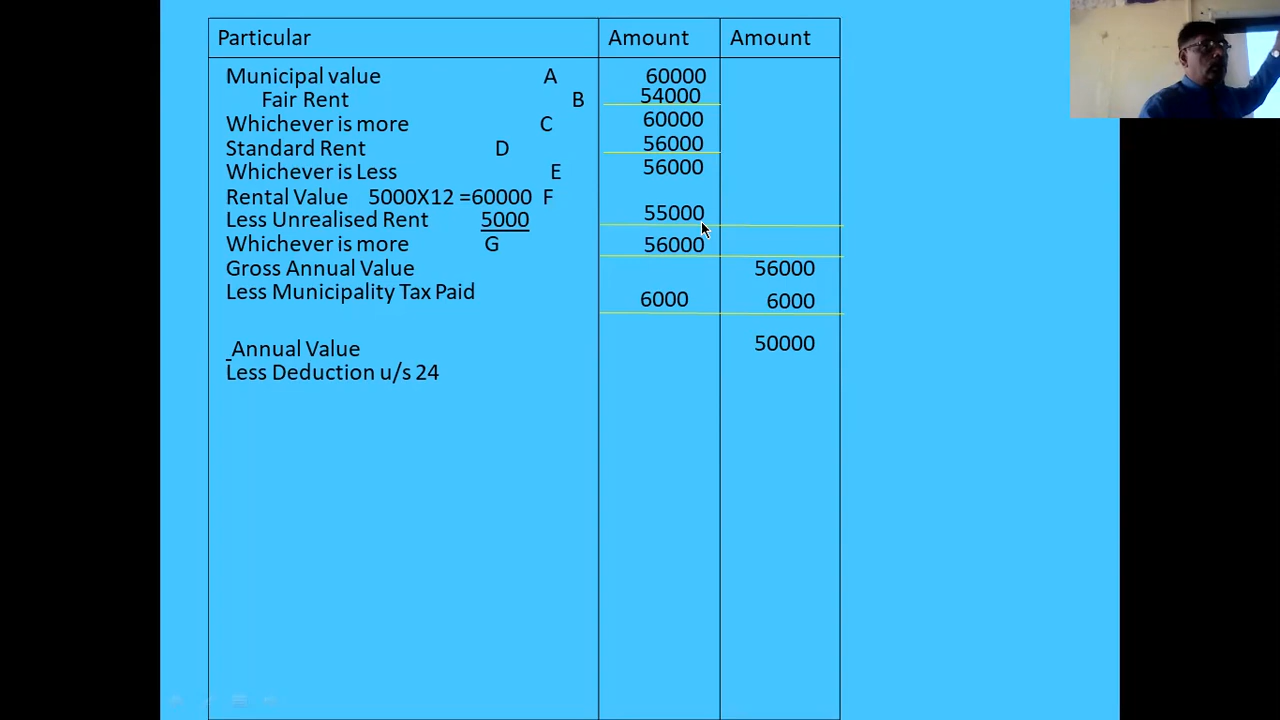 Particular Amount Amount
Municipal value A 60000
Fair Rent B 54000
Whichever is more C 60000
Standard Rent D 56000
Whichever is Less E 56000
Rental Value 5000X12 =60000 F
Less Unrealised Rent 5000 55000
Whichever is more G 56000
Gross Annual Value 56000
Less Municipality Tax Paid 6000 6000
_Annual Value 50000
Less Deduction u/s 24